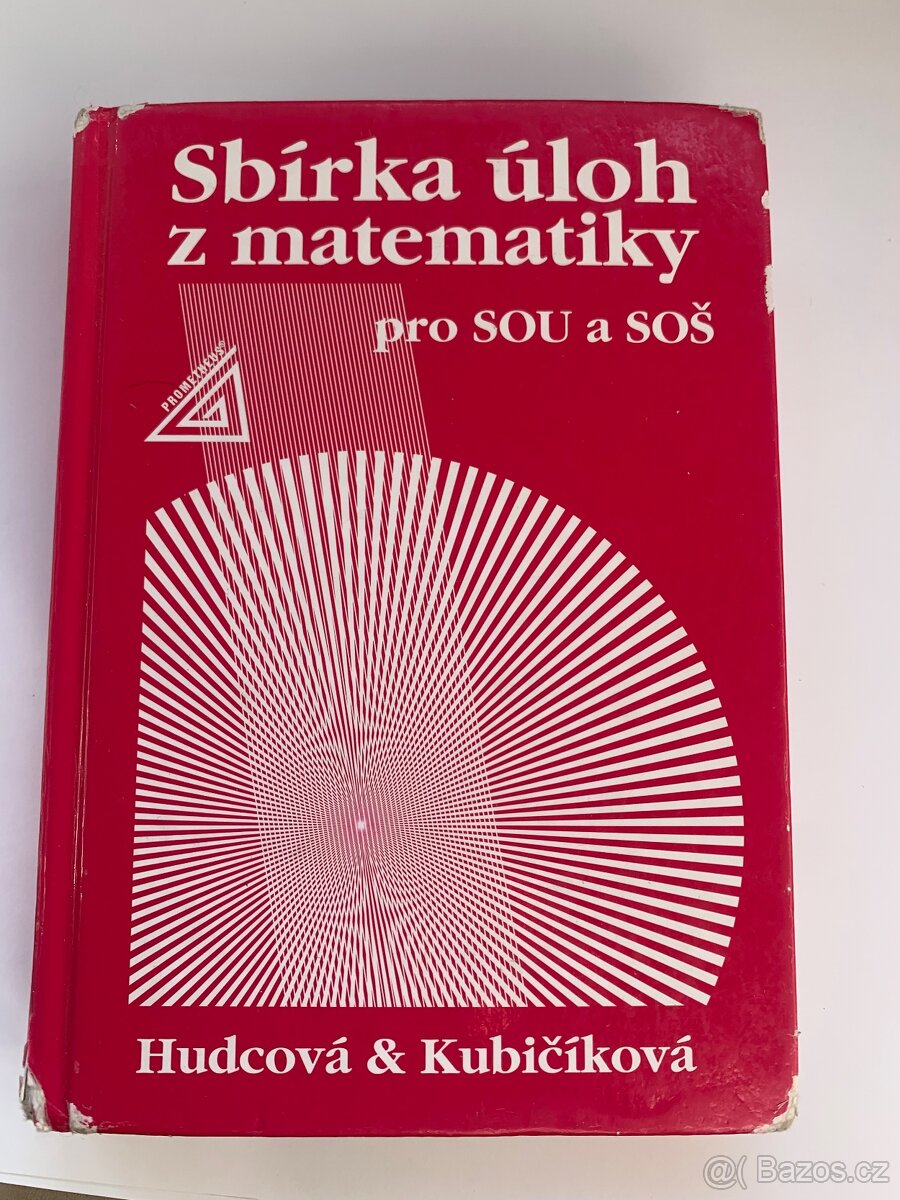 Sbírka úloh
z matematiky
pro SOU a SOŠ
PROMETHEUS®
Hudcová & Kubičíková
@( Bazos.cz